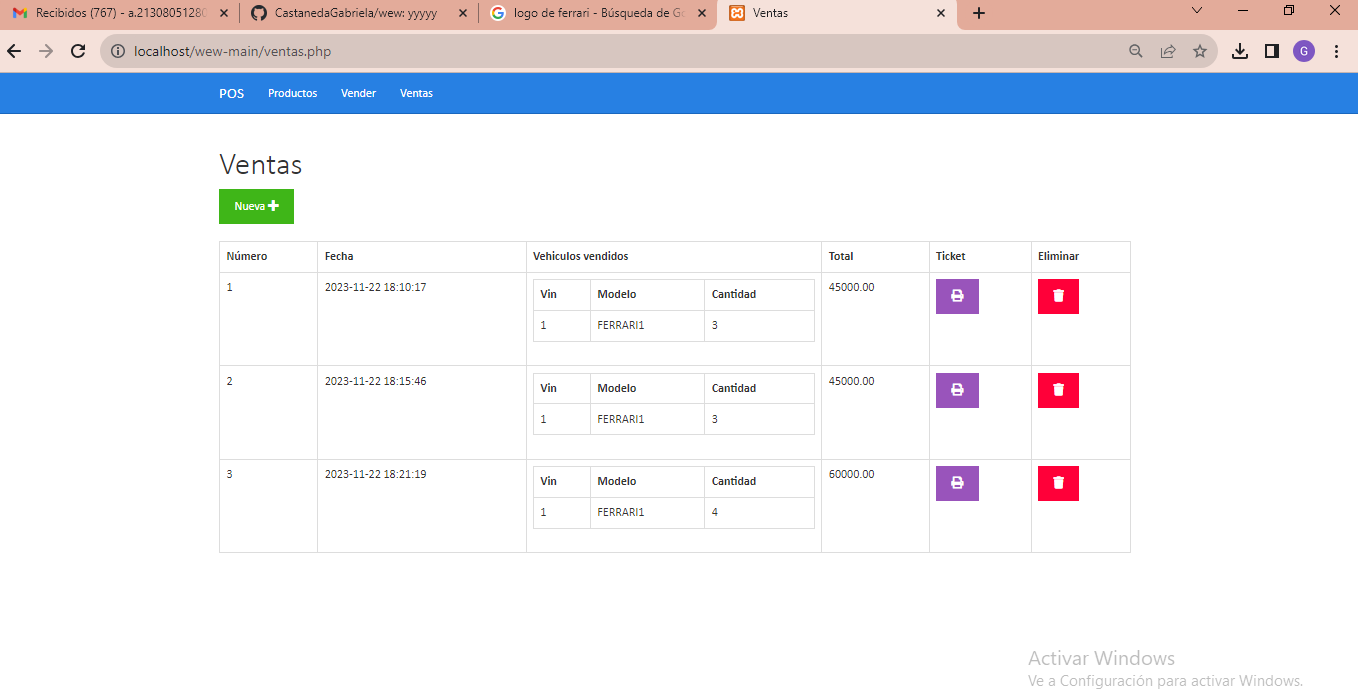 Recibidos (767) - a.21308051280
CastanedaGabriela/wew: yyyyy
logo de ferrari - Búsqueda de Go
Ventas
localhost/wew-main/ventas.php
G
POS Productos Vender Ventas
Ventas
Nueva
Número Fecha Vehiculos vendidos Total Ticket Eliminar
1 2023-11-22 18:10:17 45000.00
Vin Modelo Cantidad
1 FERRARI1 3
2 2023-11-22 18:15:46 45000.00
Vin Modelo Cantidad
1 FERRARI1 3
3 2023-11-22 18:21:19 60000.00
Vin Modelo Cantidad
1 FERRARI1 4
Activar Windows
Ve a Configuración para activar Windows.